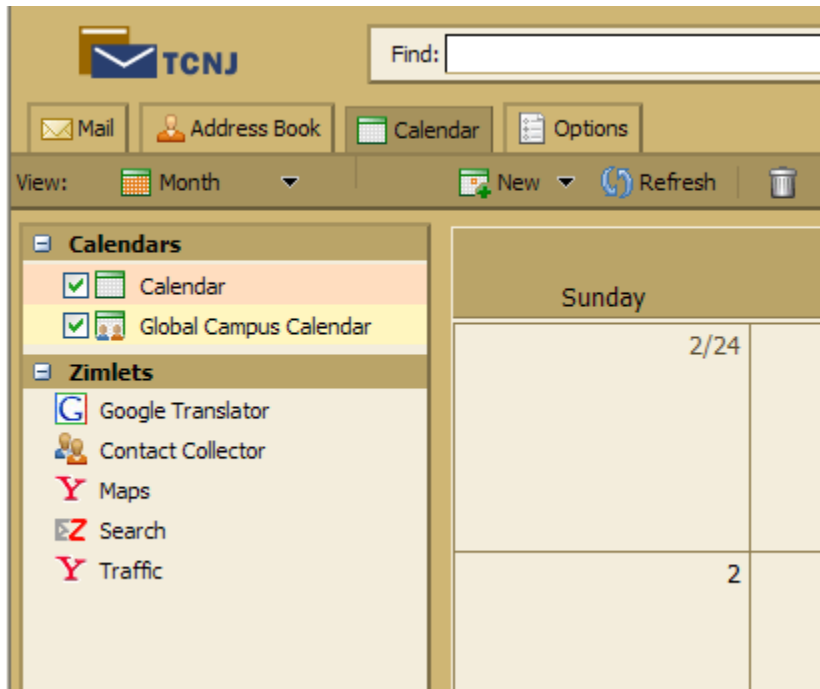 TCNJ
Find:
Mail Address Book Calendar Options
View: Month New Refresh
Calendars
Calendar
Global Campus Calendar
Zimlets
Google Translator
Contact Collector
Maps
Search
Traffic
Sunday
2/24
2